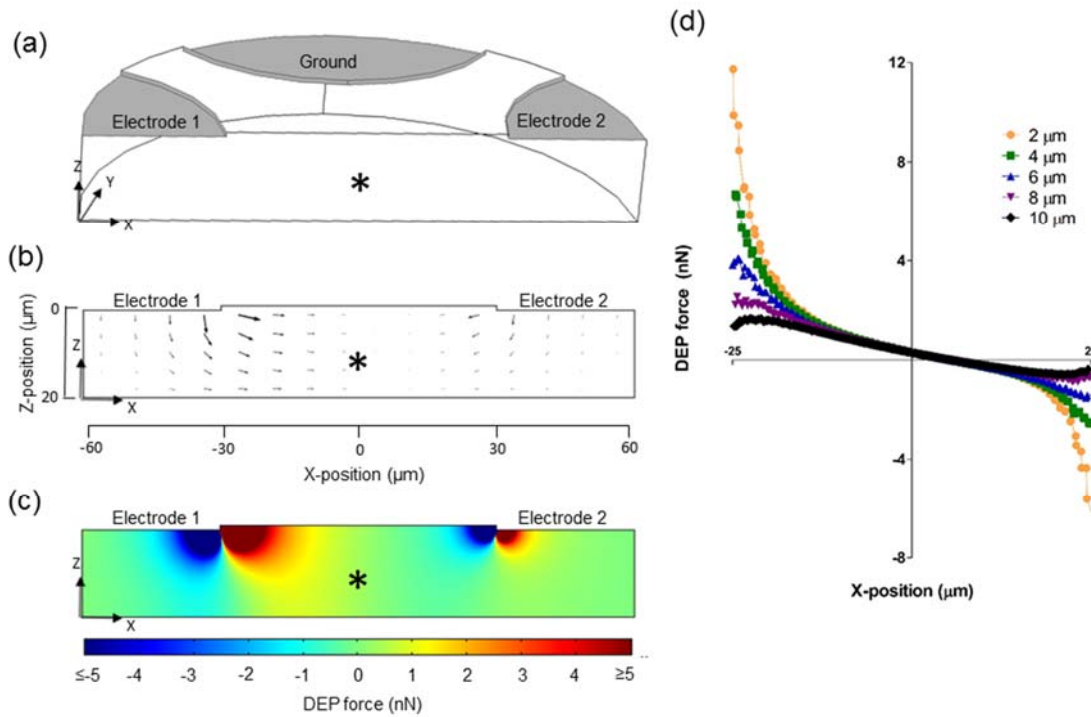 (a)
Ground
Electrode 1
Electrode 2
Z
Y
X
*
(b)
Electrode 1
Electrode 2
Z-position (µm)
0
20
Z
X
*
-60
-30
0
30
60
X-position (µm)
(c)
Electrode 1
Electrode 2
Z
X
*
≤-5
-4
-3
-2
-1
0
1
2
3
4
≥5
DEP force (nN)
(d)
12
8
4
-4
-8
-25
2
DEP force (nN)
X-position (µm)
2 µm
4 µm
6 µm
8 µm
10 µm